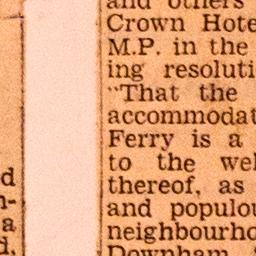 and others
Crown Hote
M.P. in the
ing resoluti
"That the
accommodat
Ferry is a
to the wel
thereof, as
and populou
neighbourho
Downham, S
d
n-
a
d.